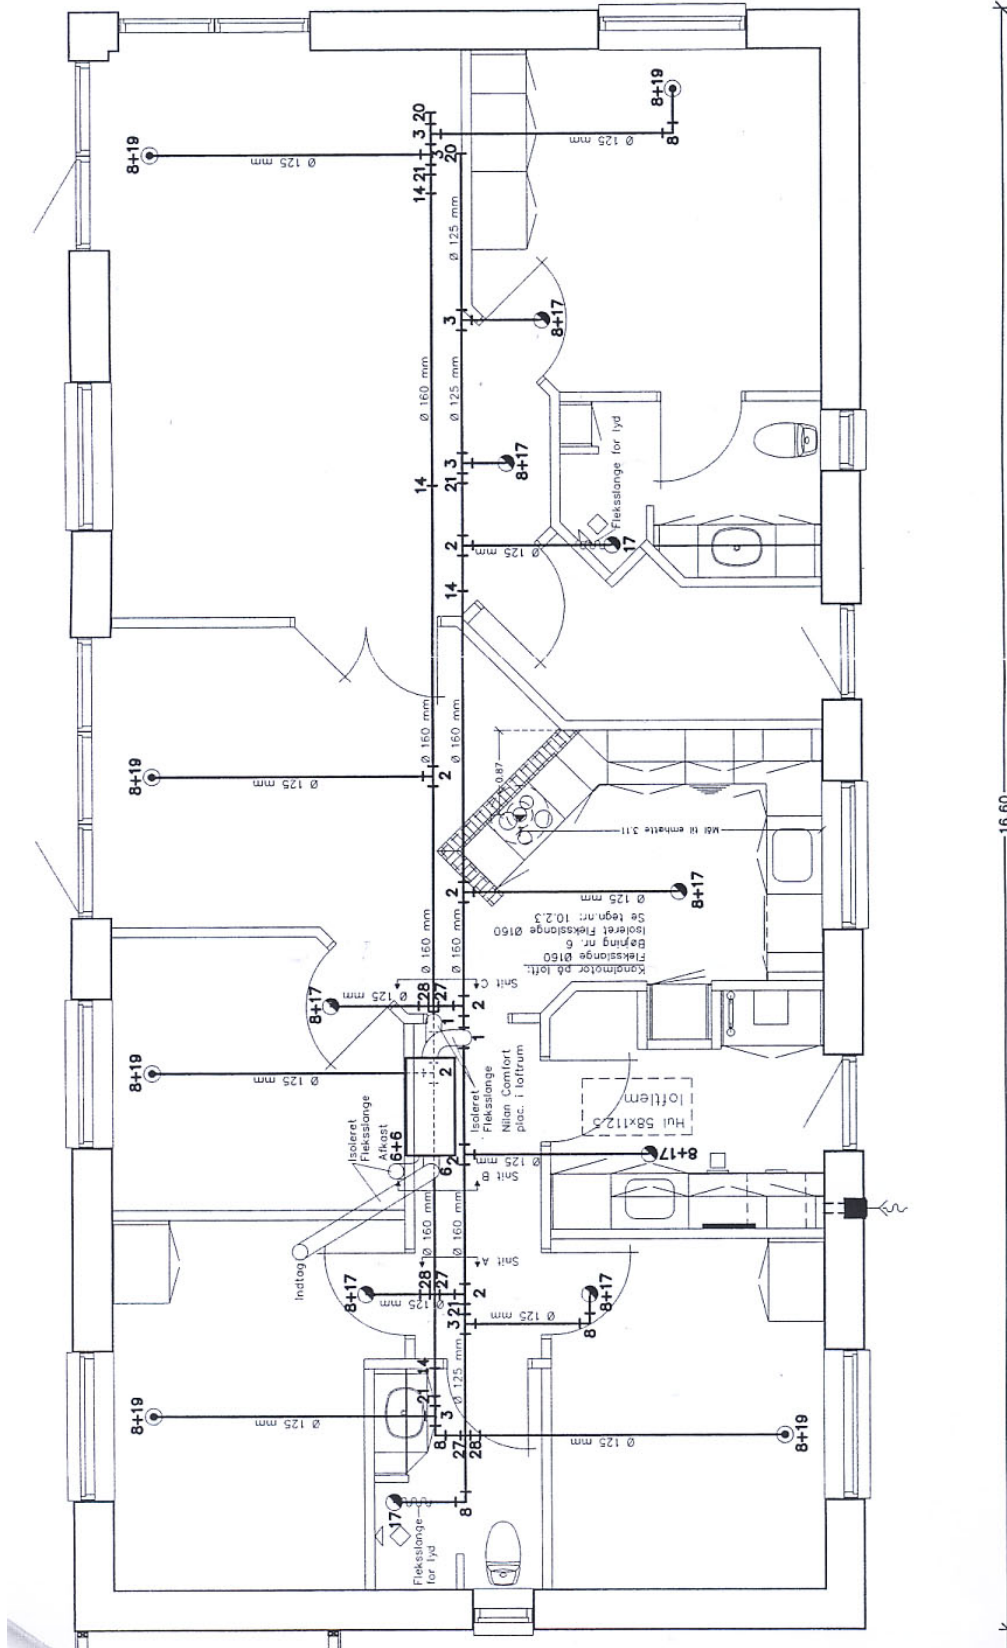 8+19
Ø 125 mm
8+19
8
Ø 125 mm
3 20
14 21 3
20
Ø 125 mm
3
8+17
Ø 160 mm
Ø 125 mm
14
3
21
8+17
Fleksslange for lyd
2
Ø 125 mm
17
14
Ø 160 mm
Ø 160 mm
8+19
Ø 125 mm
2
0.87
Mål til emhætte 3.11
2
Ø 125 mm
8+17
Kanalmotor på loft:
Fleksslange Ø160
Bøjning nr. 6
Isoleret Fleksslange Ø160
Se tegn.nr: 10.2.3
Ø 160 mm
Snit C
8+17
Ø 125 mm
28
27
2
1
1
8+19
Ø 125 mm
2
Isoleret
Fleksslange
Nilan Comfort
plac. i loftrum
Isoleret
Fleksslange
Afkast
6+6
6
2
Ø 125 mm
8+17
Hul 58x112.5
loftlem
Snit B
Indtag
Ø 160 mm
Ø 160 mm
Snit A
8+17
Ø 125 mm
28
27
2
21
3
Ø 125 mm
8
8+17
8+19
Ø 125 mm
14
21
3
8
Ø 125 mm
27
28
Ø 125 mm
8+19
17
8
Fleksslange
for lyd
16.60